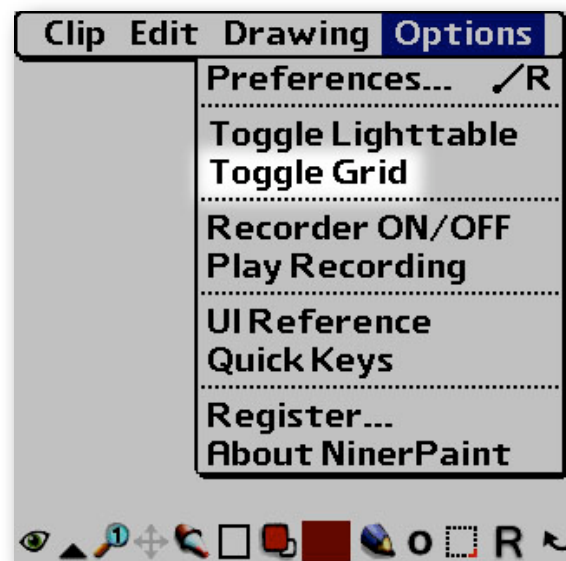 Clip Edit Drawing Options
Preferences... /R
Toggle Lighttable
Toggle Grid
Recorder ON/OFF
Play Recording
UI Reference
Quick Keys
Register...
About NinerPaint
1 o R